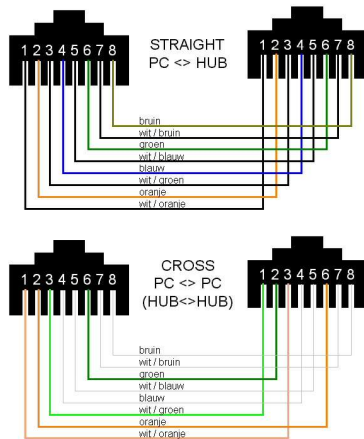 STRAIGHT
PC <> HUB
1 2 3 4 5 6 7 8
1 2 3 4 5 6 7 8
bruin
wit / bruin
groen
wit / blauw
blauw
wit / groen
oranje
wit / oranje
CROSS
PC <> PC
(HUB<>HUB)
1 2 3 4 5 6 7 8
1 2 3 4 5 6 7 8
bruin
wit / bruin
groen
wit / blauw
blauw
wit / groen
oranje
wit / oranje